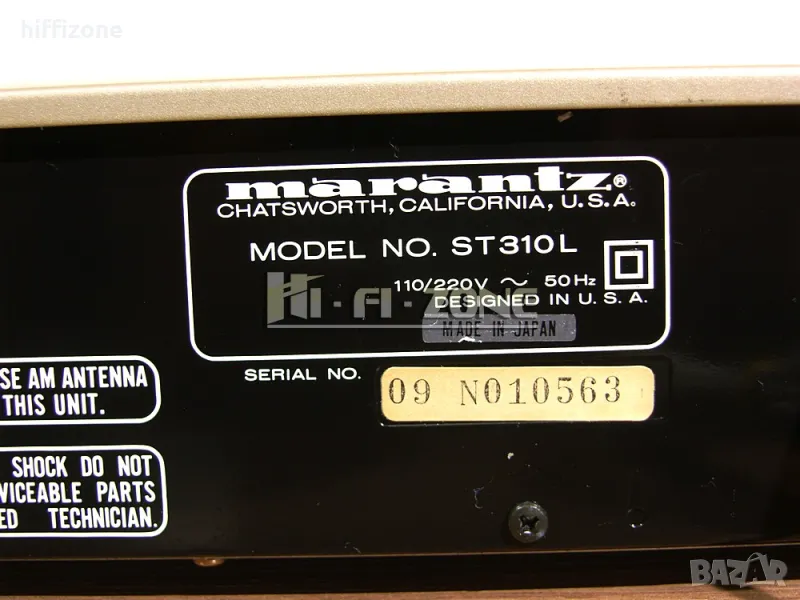 hiffizone
marantz®
CHATSWORTH, CALIFORNIA, U.S.A.
MODEL NO. ST310L
110/220V ~ 50Hz
DESIGNED IN U.S.A.
HI-FI-ZONE
MADE IN JAPAN
SERIAL NO. 09 N010563
SE AM ANTENNA
THIS UNIT.
SHOCK DO NOT
VICEABLE PARTS
ED TECHNICIAN.
BAZAR